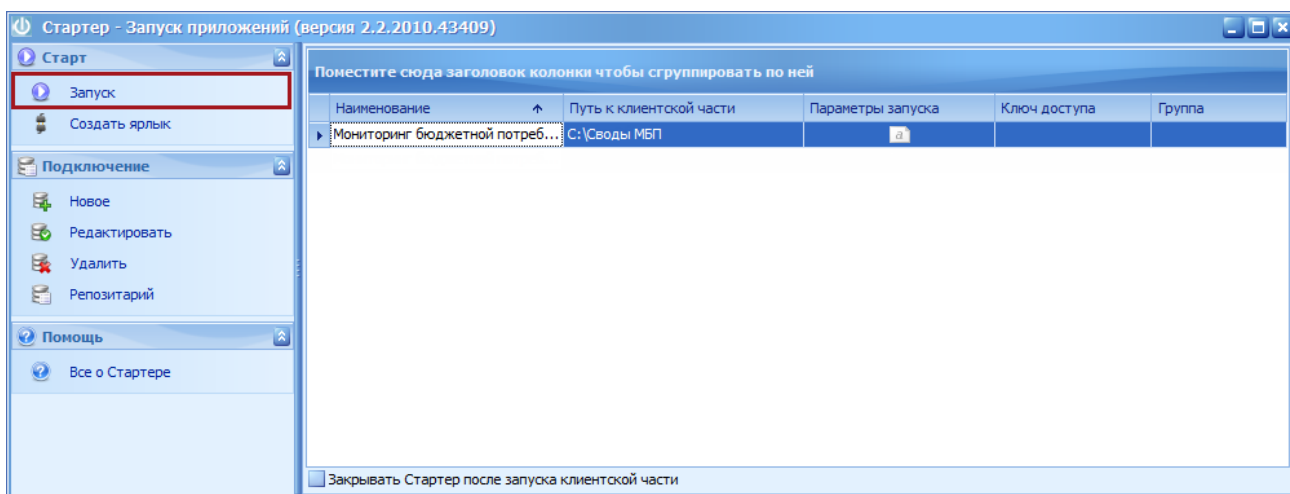 Стартер - Запуск приложений (версия 2.2.2010.43409)
Старт
Запуск
Создать ярлык
Подключение
Новое
Редактировать
Удалить
Репозитарий
Помощь
Все о Стартере
Поместите сюда заголовок колонки чтобы сгруппировать по ней
Наименование Путь к клиентской части Параметры запуска Ключ доступа Группа
Мониторинг бюджетной потреб... C:\Своды МБП a
Закрывать Стартер после запуска клиентской части